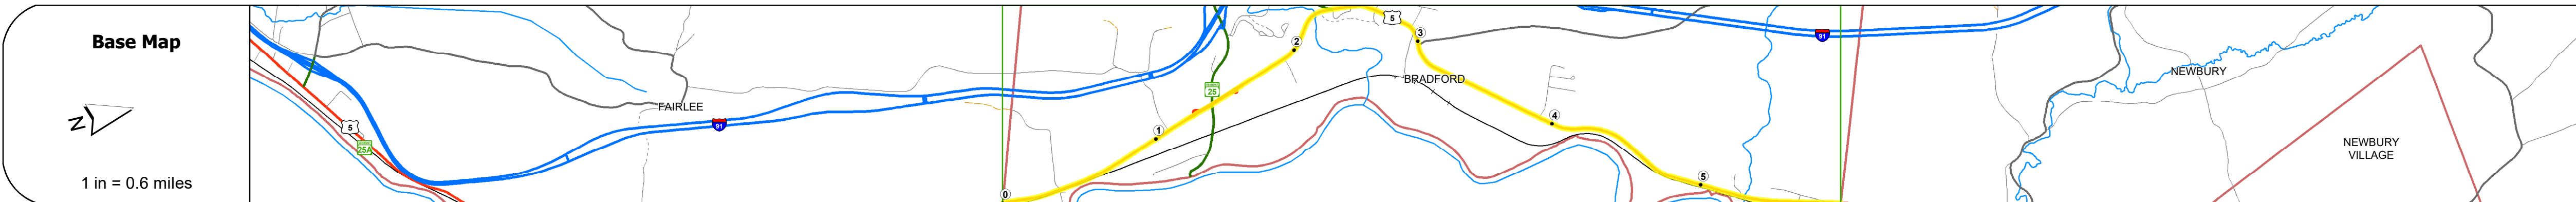 Base Map
N
1 in = 0.6 miles
5
25A
FAIRLEE
91
0
1
25
2
5
3
BRADFORD
4
5
91
NEWBURY
NEWBURY
VILLAGE